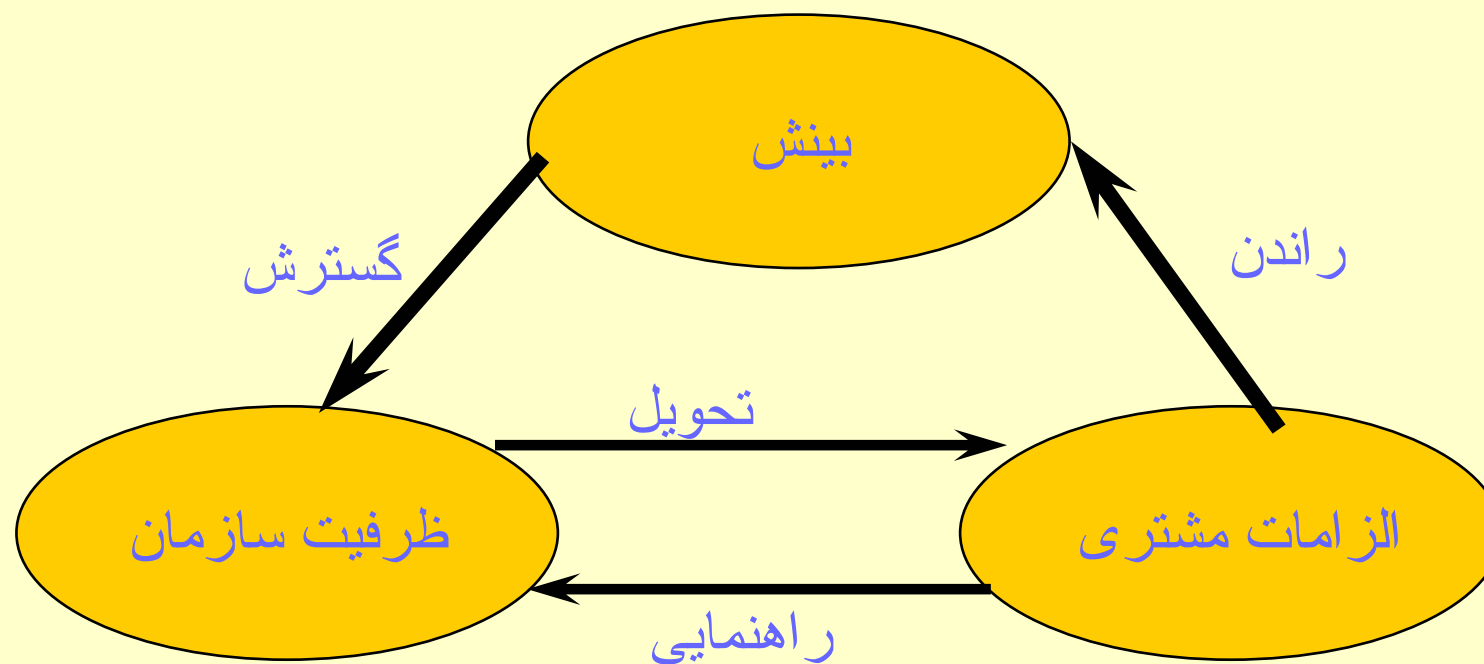 بینش
راندن
گسترش
تحویل
الزامات مشتری
ظرفیت سازمان
راهنمایی